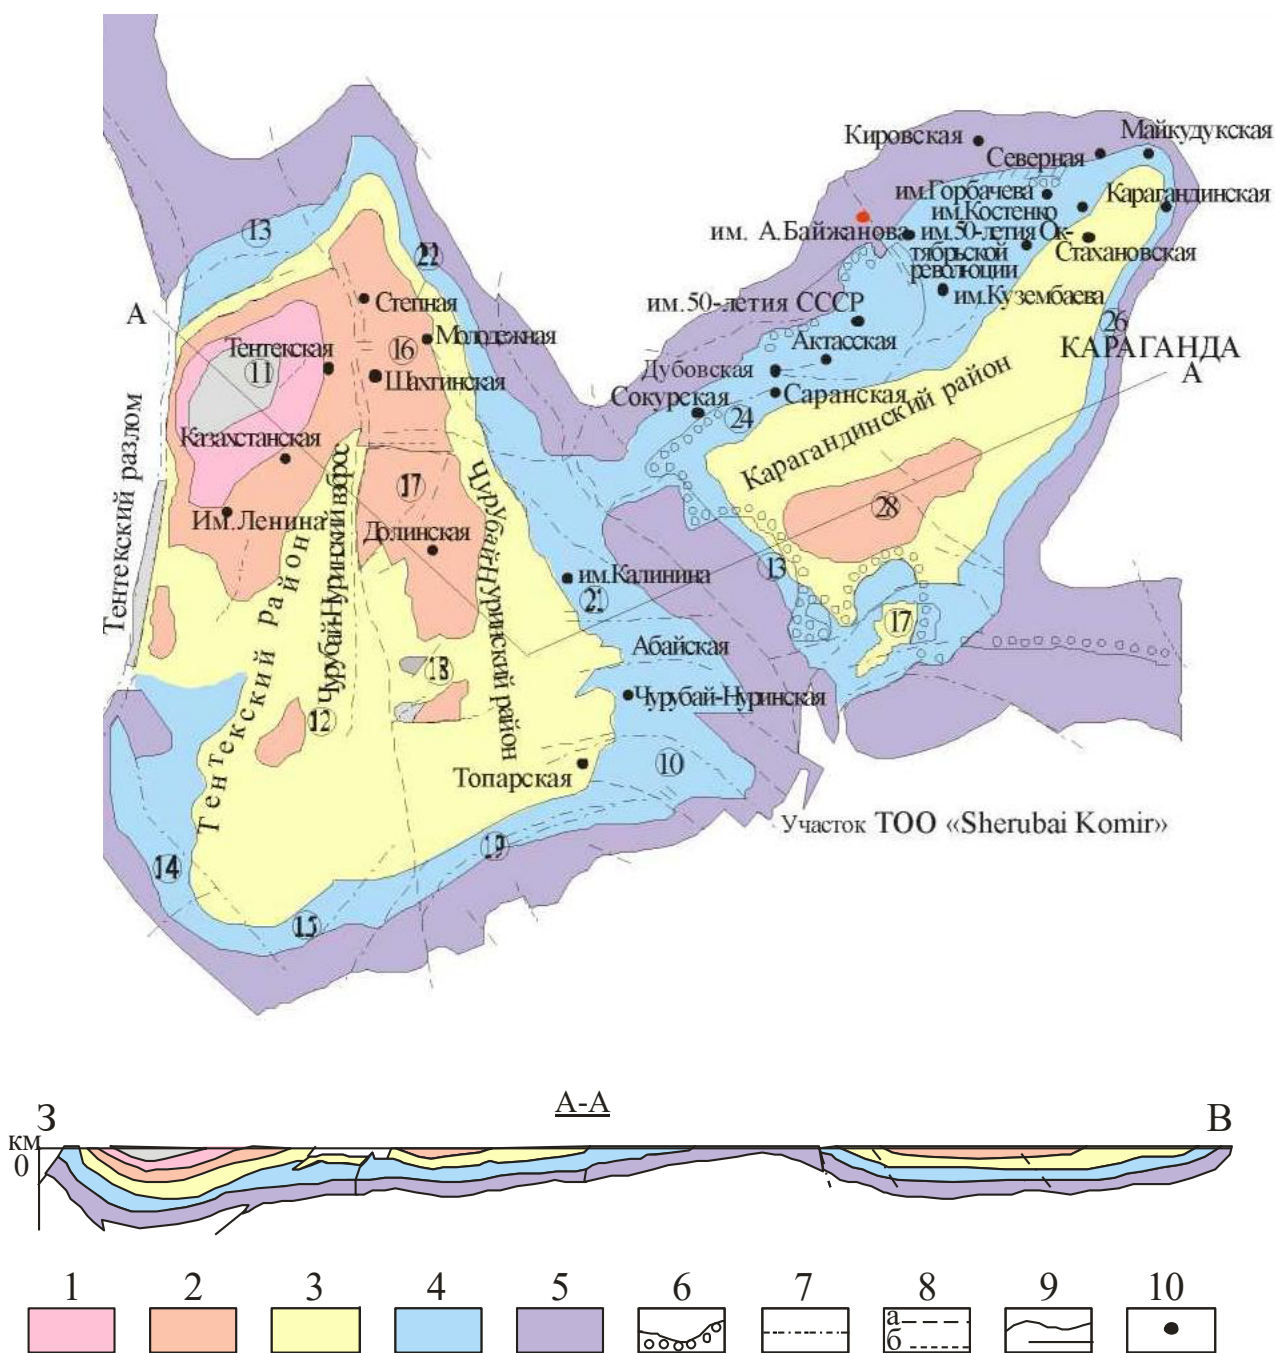 Кировская
Майкудукская
Северная
им.Горбачева
Карагандинская
им.Костенко
им. А.Байжанова
им.50-летия Ок-
тябрьской
революции
Стахановская
13
22
им.50-летия СССР
им.Кузембаева
Степная
А
26
Молодежная
16
Актасская
КАРАГАНДА
Тентекская
11
Шахтинская
Дубовская
А
Сокурская
Саранская
24
Карагандинский район
Казахстанская
Тентекский разлом
Чурубай-Нуринский взброс
Чурубай-Нуринский район
17
28
Им.Ленина
Долинская
13
им.Калинина
21
Тентекский район
17
Абайская
18
12
Чурубай-Нуринская
Топарская
10
Участок ТОО «Sherubai Komir»
19
14
15
А-А
З
В
км
0
1 2 3 4 5 6 7 8 9 10
а
б